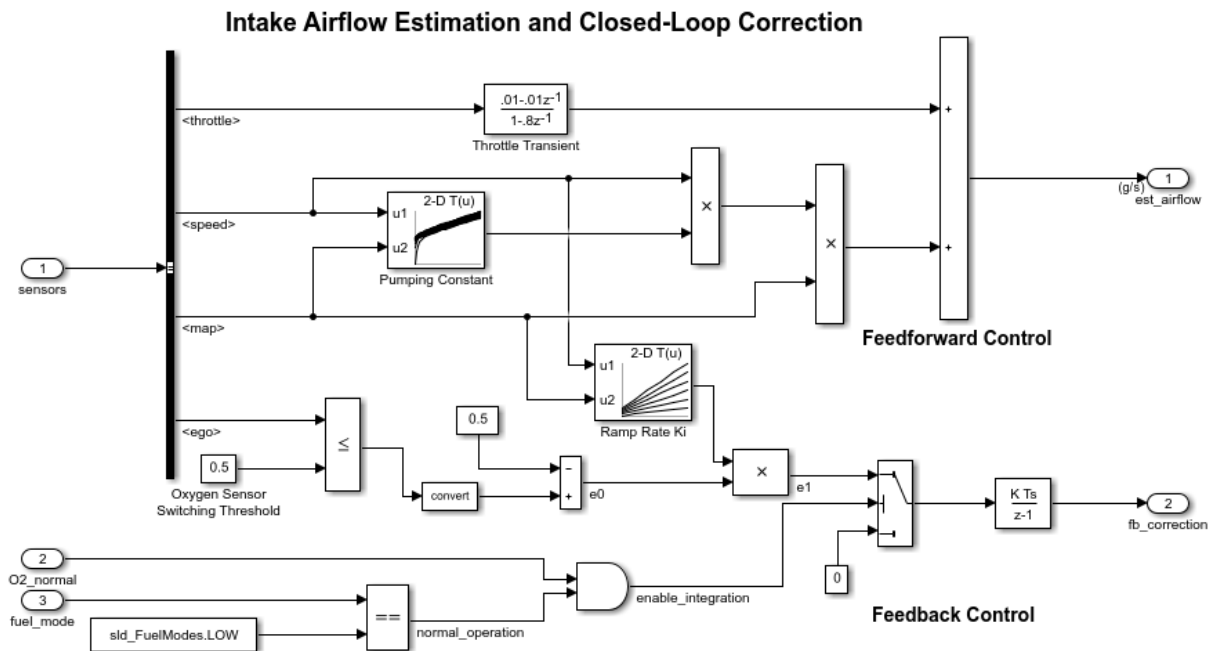 Intake Airflow Estimation and Closed-Loop Correction
<throttle>
.01-.01z-1
1-.8z-1
Throttle Transient
+
<speed>
2-D T(u)
u1
u2
Pumping Constant
×
×
1
(g/s)
est_airflow
+
1
sensors
<map>
Feedforward Control
2-D T(u)
u1
u2
Ramp Rate Ki
<ego>
≤
0.5
Oxygen Sensor
Switching Threshold
0.5
convert
−
+
e0
×
e1
K Ts
z-1
2
fb_correction
0
2
O2_normal
3
fuel_mode
sld_FuelModes.LOW
==
normal_operation
enable_integration
Feedback Control